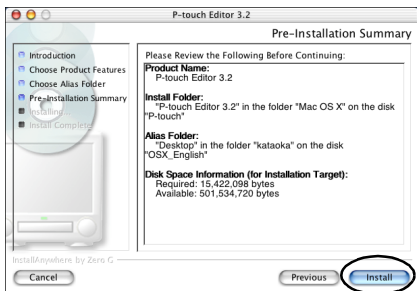 P-touch Editor 3.2
Pre-Installation Summary
Introduction
Choose Product Features
Choose Alias Folder
Pre-Installation Summary
Installing...
Install Complete
Please Review the Following Before Continuing:
Product Name:
P-touch Editor 3.2
Install Folder:
"P-touch Editor 3.2" in the folder "Mac OS X" on the disk
"P-touch"
Alias Folder:
"Desktop" in the folder "kataoka" on the disk
"OSX_English"
Disk Space Information (for Installation Target):
Required: 15,422,098 bytes
Available: 501,534,720 bytes
InstallAnywhere by Zero G
Cancel
Previous
Install